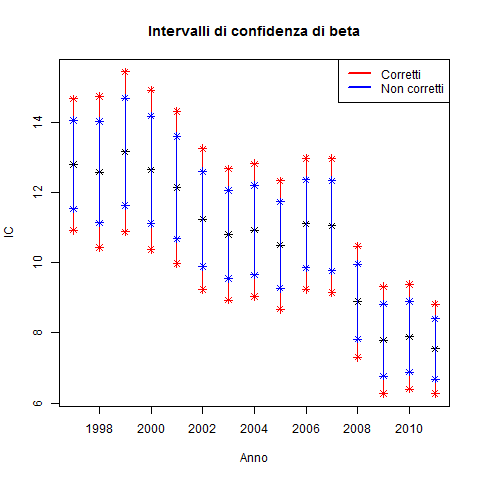 Intervalli di confidenza di beta
Corretti
Non corretti
14
12
10
8
6
IC
1998 2000 2002 2004 2006 2008 2010
Anno